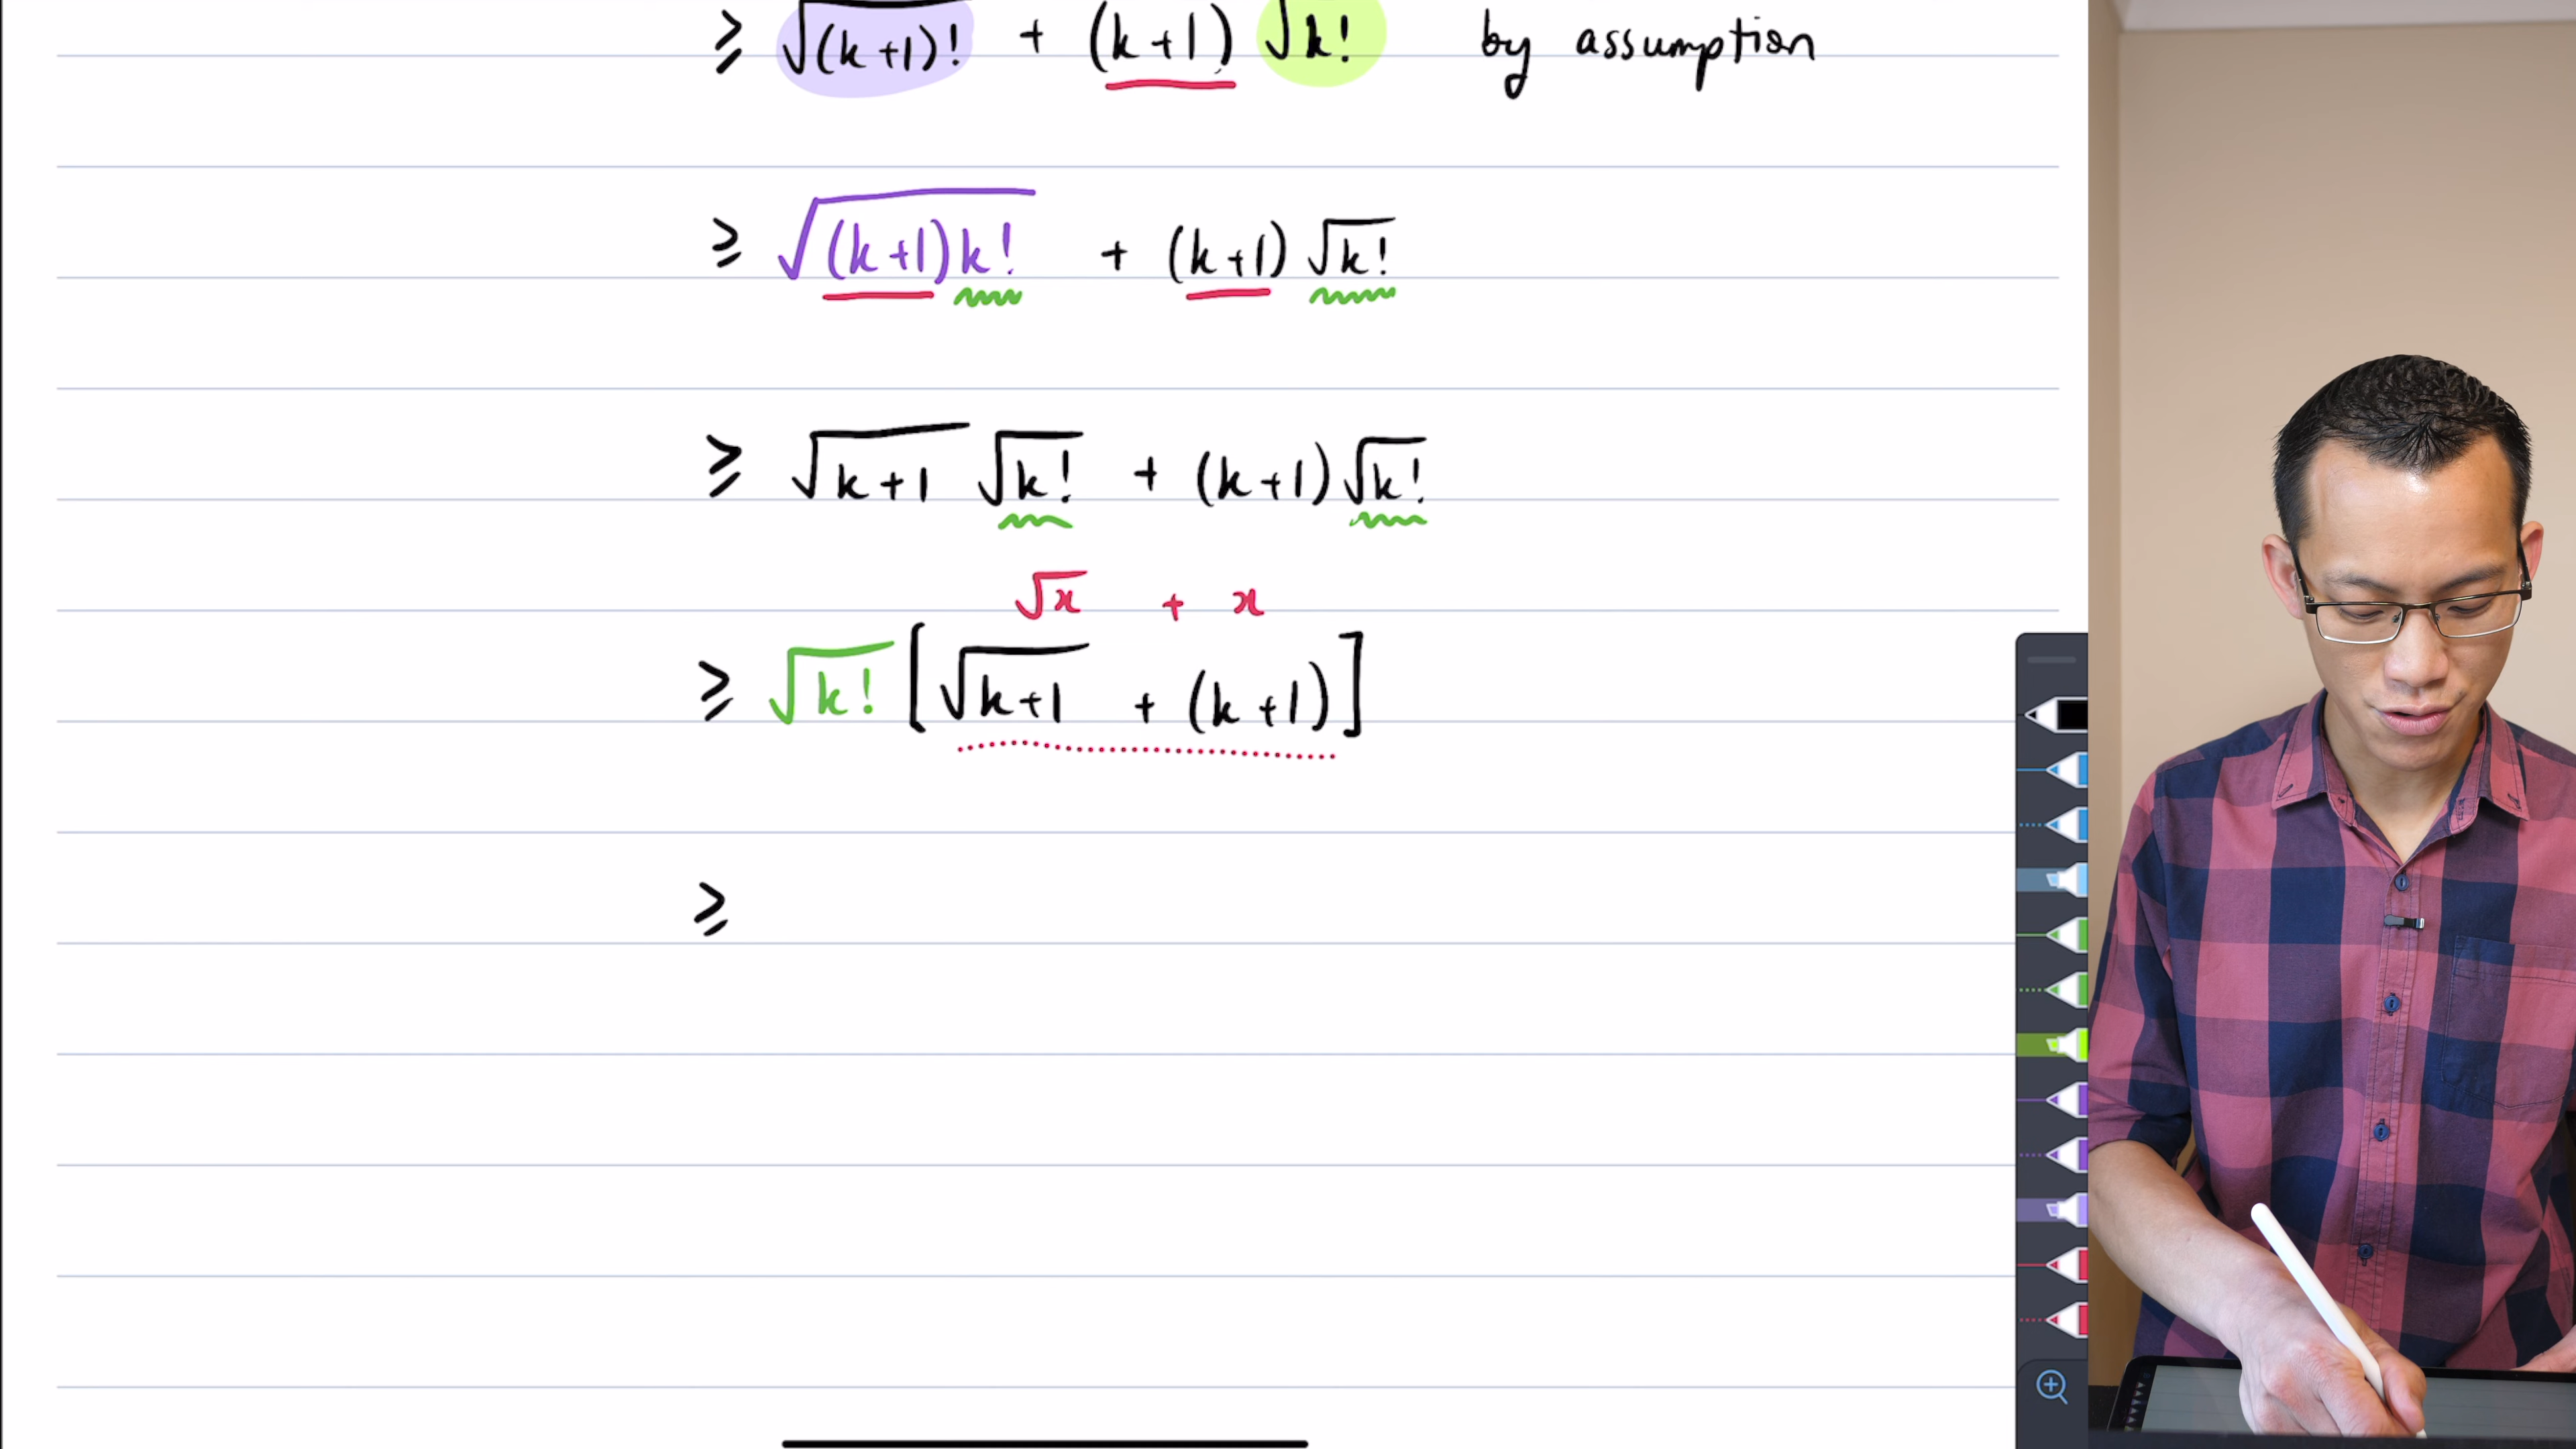 ≥ √(k+1)! + (k+1) √k! by assumption
≥ √(k+1)k! + (k+1) √k!
≥ √k+1 √k! + (k+1) √k!
√x + x
≥ √k! [√k+1 + (k+1)]
≥